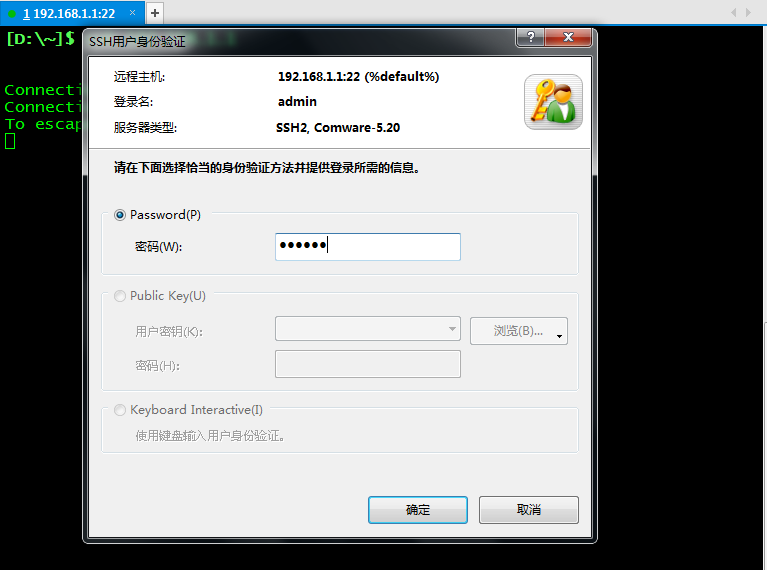 1 192.168.1.1:22
[D:\~]$
SSH用户身份验证
Connecti
Connecti
To escap
远程主机: 192.168.1.1:22 (%default%)
登录名: admin
服务器类型: SSH2, Comware-5.20
请在下面选择恰当的身份验证方法并提供登录所需的信息。
Password(P)
密码(W): ●●●●●●
Public Key(U)
用户密钥(K): 浏览(B)...
密码(H):
Keyboard Interactive(I)
使用键盘输入用户身份验证。
确定 取消